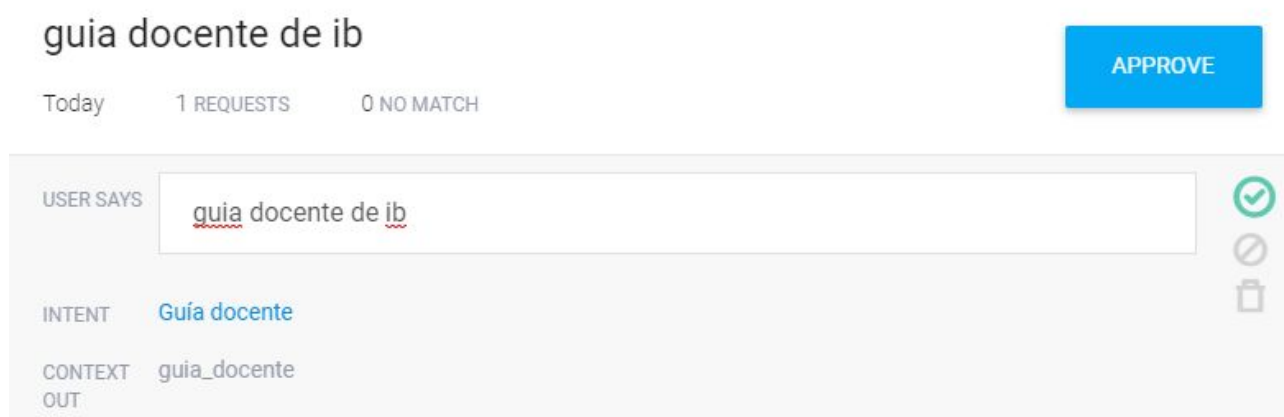 guia docente de ib
APPROVE
Today 1 REQUESTS 0 NO MATCH
USER SAYS guia docente de ib
INTENT Guía docente
CONTEXT guia_docente
OUT